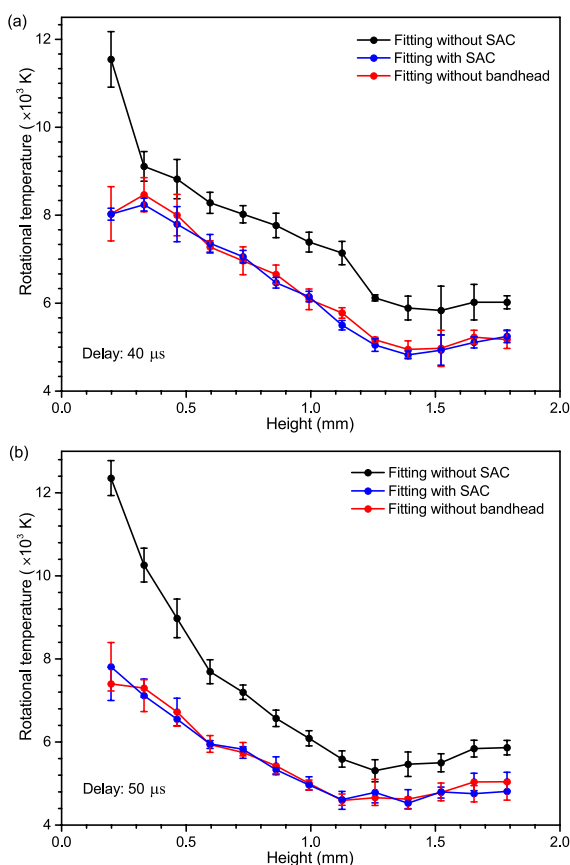 (a)
12
10
8
6
4
Rotational temperature ( ×10³ K)
Fitting without SAC
Fitting with SAC
Fitting without bandhead
Delay: 40 μs
0.0 0.5 1.0 1.5 2.0
Height (mm)
(b)
12
10
8
6
4
Rotational temperature ( ×10³ K)
Fitting without SAC
Fitting with SAC
Fitting without bandhead
Delay: 50 μs
0.0 0.5 1.0 1.5 2.0
Height (mm)